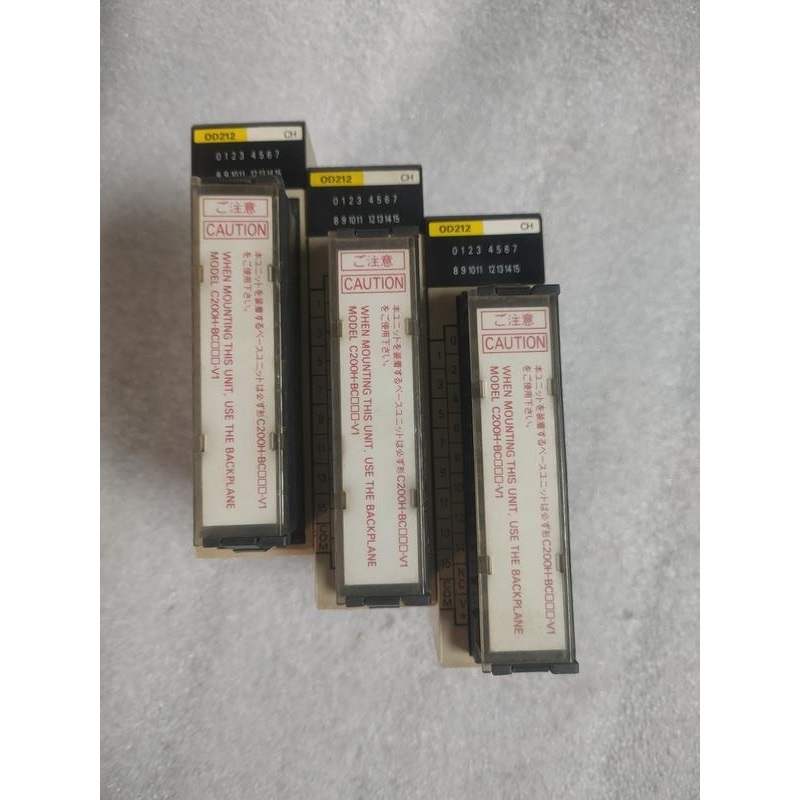 OD212 CH
0 1 2 3 4 5 6 7
8 9 10 11 12 13 14 15
ご注意
CAUTION
本ユニットを装着するベースユニットは必ず形C200H-BC□□□-V1
をご使用下さい。
WHEN MOUNTING THIS UNIT, USE THE BACKPLANE
MODEL C200H-BC□□□-V1
OD212 CH
0 1 2 3 4 5 6 7
8 9 10 11 12 13 14 15
ご注意
CAUTION
本ユニットを装着するベースユニットは必ず形C200H-BC□□□-V1
をご使用下さい。
WHEN MOUNTING THIS UNIT, USE THE BACKPLANE
MODEL C200H-BC□□□-V1
OD212 CH
0 1 2 3 4 5 6 7
8 9 10 11 12 13 14 15
ご注意
CAUTION
本ユニットを装着するベースユニットは必ず形C200H-BC□□□-V1
をご使用下さい。
WHEN MOUNTING THIS UNIT, USE THE BACKPLANE
MODEL C200H-BC□□□-V1